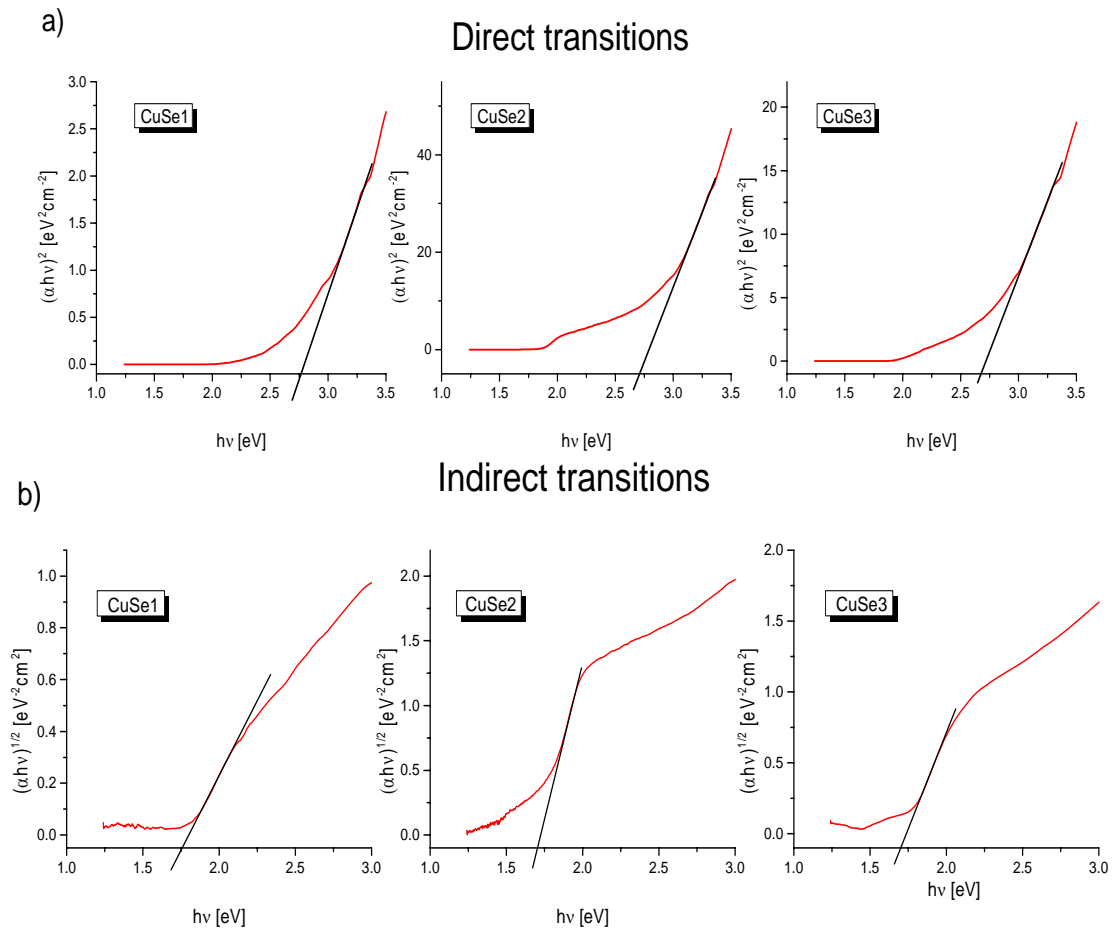 a)
Direct transitions
CuSe1
(αhν)² [eV²cm⁻²]
3.0
2.5
2.0
1.5
1.0
0.5
0.0
1.0 1.5 2.0 2.5 3.0 3.5
hν [eV]
CuSe2
(αhν)² [eV²cm⁻²]
40
20
0
1.0 1.5 2.0 2.5 3.0 3.5
hν [eV]
CuSe3
(αhν)² [eV²cm⁻²]
20
15
10
5
0
1.0 1.5 2.0 2.5 3.0 3.5
hν [eV]
b)
Indirect transitions
CuSe1
(αhν)¹/² [eV⁻²cm²]
1.0
0.8
0.6
0.4
0.2
0.0
1.0 1.5 2.0 2.5 3.0
hν [eV]
CuSe2
(αhν)¹/² [eV⁻²cm²]
2.0
1.5
1.0
0.5
0.0
1.0 1.5 2.0 2.5 3.0
hν [eV]
CuSe3
(αhν)¹/² [eV⁻²cm²]
2.0
1.5
1.0
0.5
0.0
1.0 1.5 2.0 2.5 3.0
hν [eV]